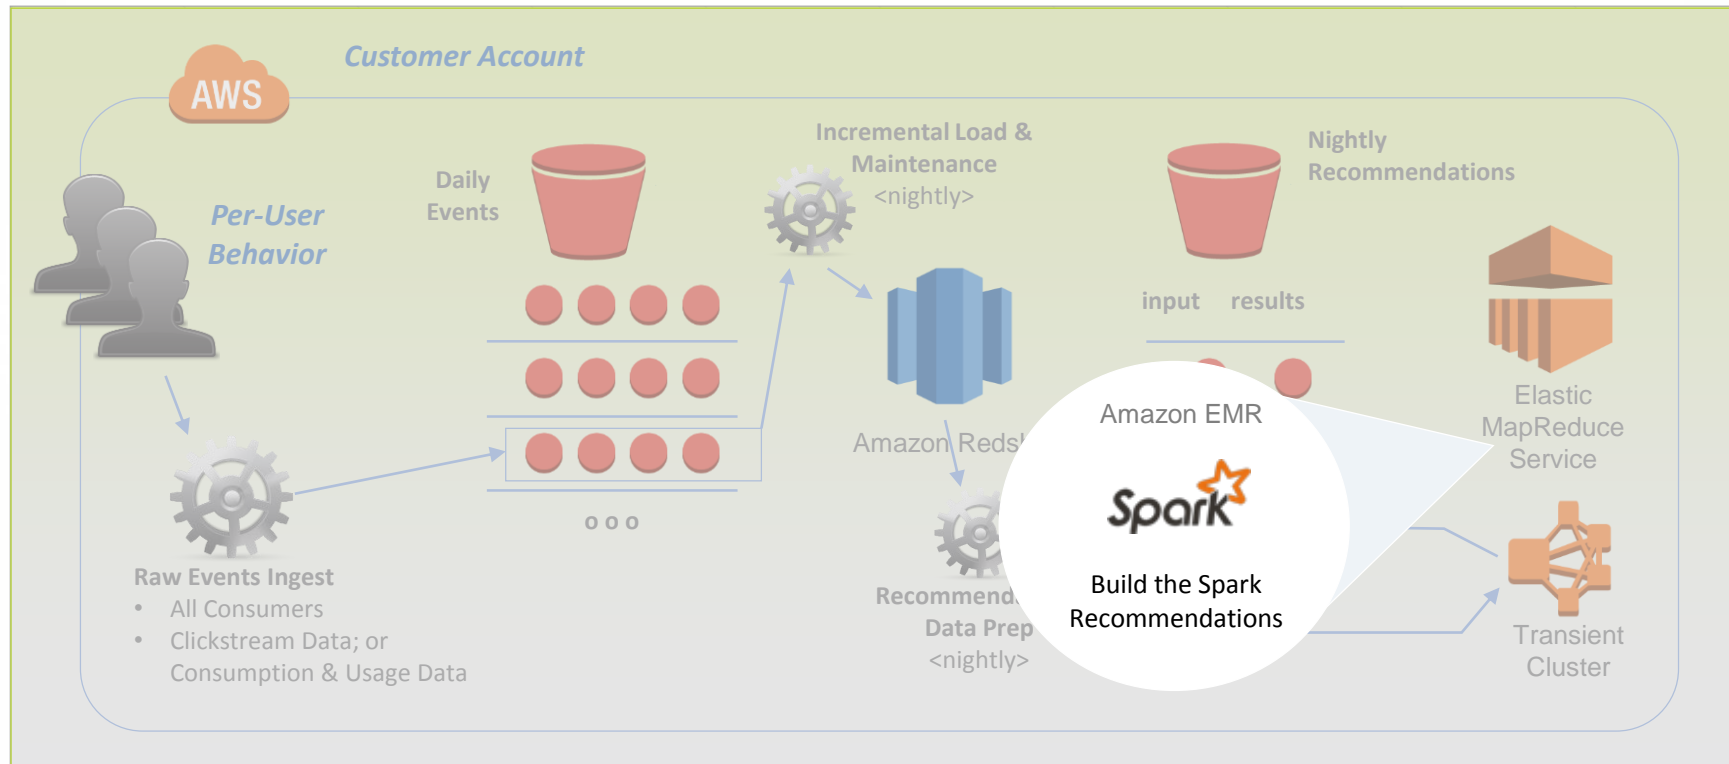 Customer Account
AWS
Per-User
Behavior
Daily
Events
Incremental Load &
Maintenance
<nightly>
Nightly
Recommendations
input results
Amazon
Elastic
MapReduce
Service
Amazon EMR
Spark
Build the Spark
Recommendations
o o o
Raw Events Ingest
• All Consumers
• Clickstream Data; or
Consumption & Usage Data
Data Prep
<nightly>
Transient
Cluster